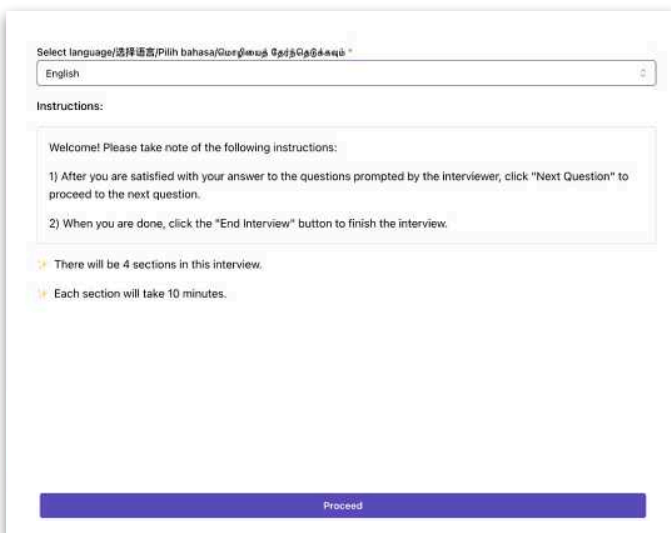 Select language/选择语言/Pilih bahasa/மொழியைத் தேர்ந்தெடுக்கவும் *
English
Instructions:
Welcome! Please take note of the following instructions:
1) After you are satisfied with your answer to the questions prompted by the interviewer, click "Next Question" to
proceed to the next question.
2) When you are done, click the "End Interview" button to finish the interview.
✨ There will be 4 sections in this interview.
✨ Each section will take 10 minutes.
Proceed